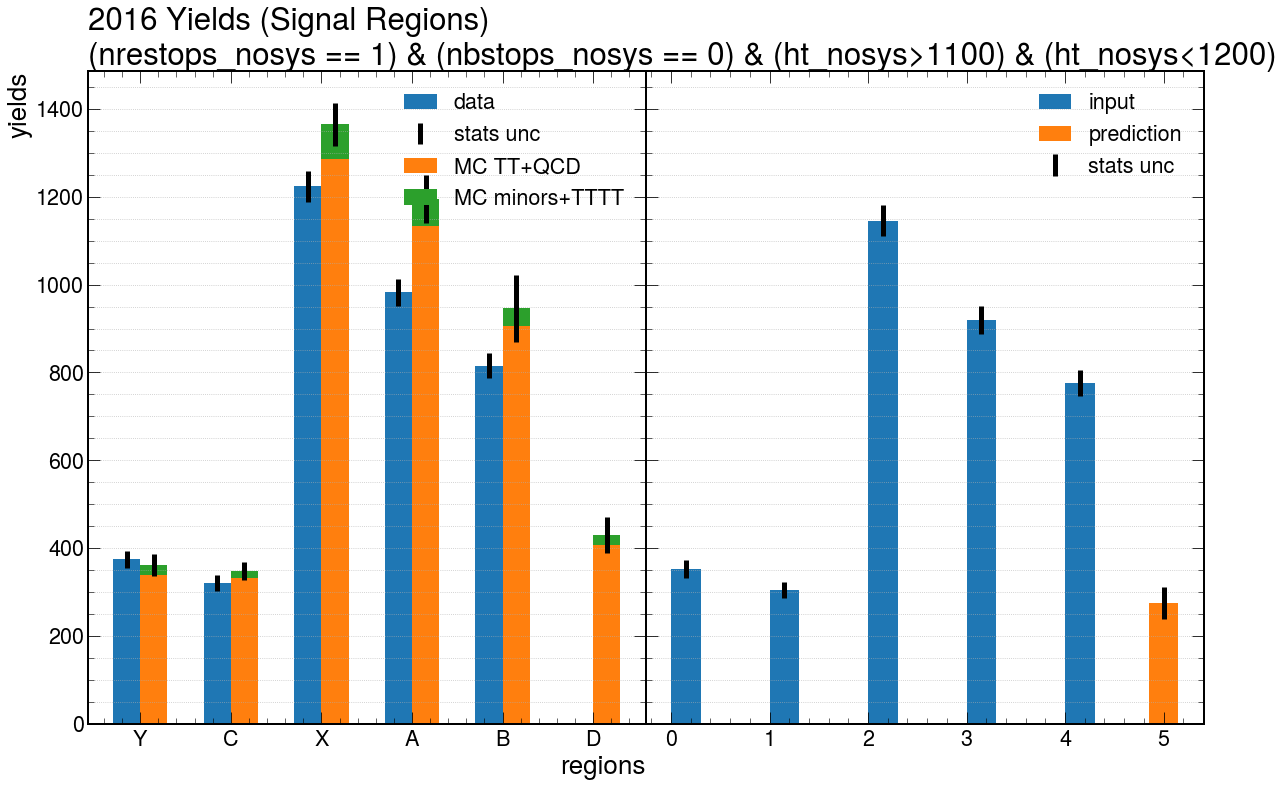 2016 Yields (Signal Regions)
(nrestops_nosys == 1) & (nbstops_nosys == 0) & (ht_nosys>1100) & (ht_nosys<1200)
yields
1400
1200
1000
800
600
400
200
0
data
stats unc
MC TT+QCD
MC minors+TTTT
input
prediction
stats unc
Y C X A B D
0 1 2 3 4 5
regions